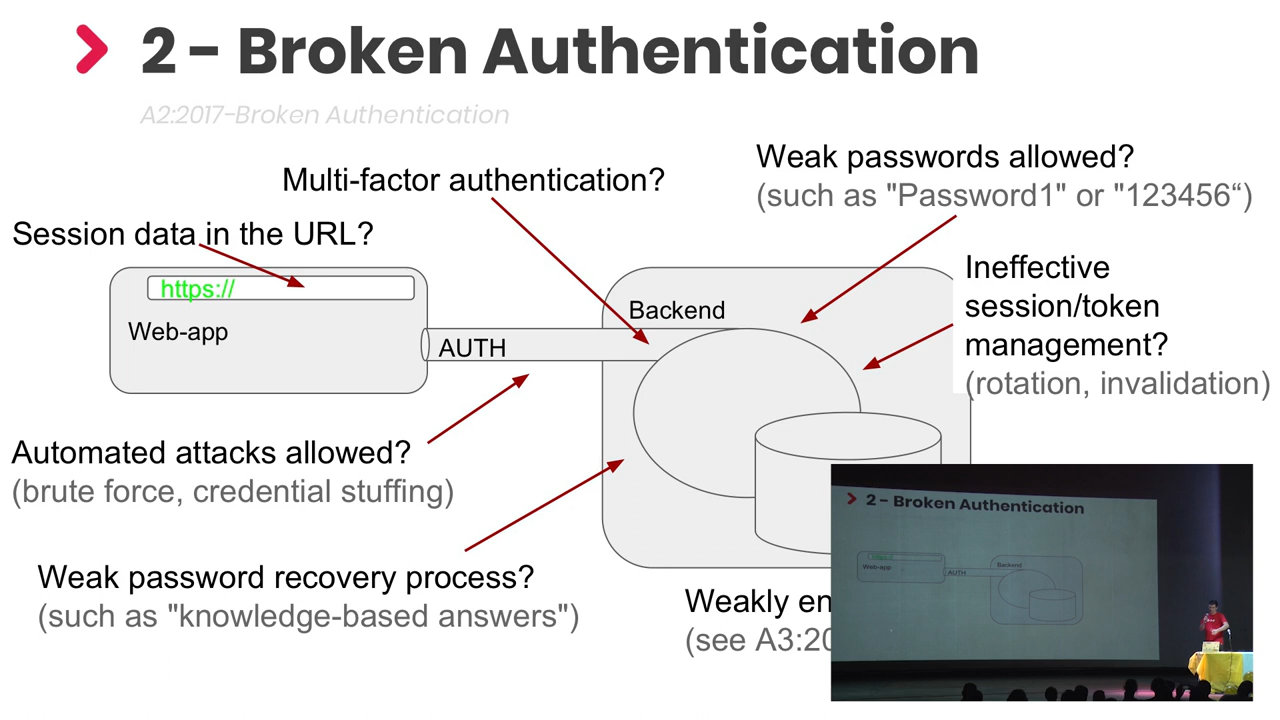 2 – Broken Authentication
A2:2017-Broken Authentication
Multi-factor authentication?
Weak passwords allowed?
(such as "Password1" or "123456“)
Session data in the URL?
Ineffective
session/token
management?
(rotation, invalidation)
https://
Web-app
Backend
AUTH
Automated attacks allowed?
(brute force, credential stuffing)
Weak password recovery process?
(such as "knowledge-based answers")
Weakly en
(see A3:20
2 – Broken Authentication
https://
Web-app
AUTH
Backend